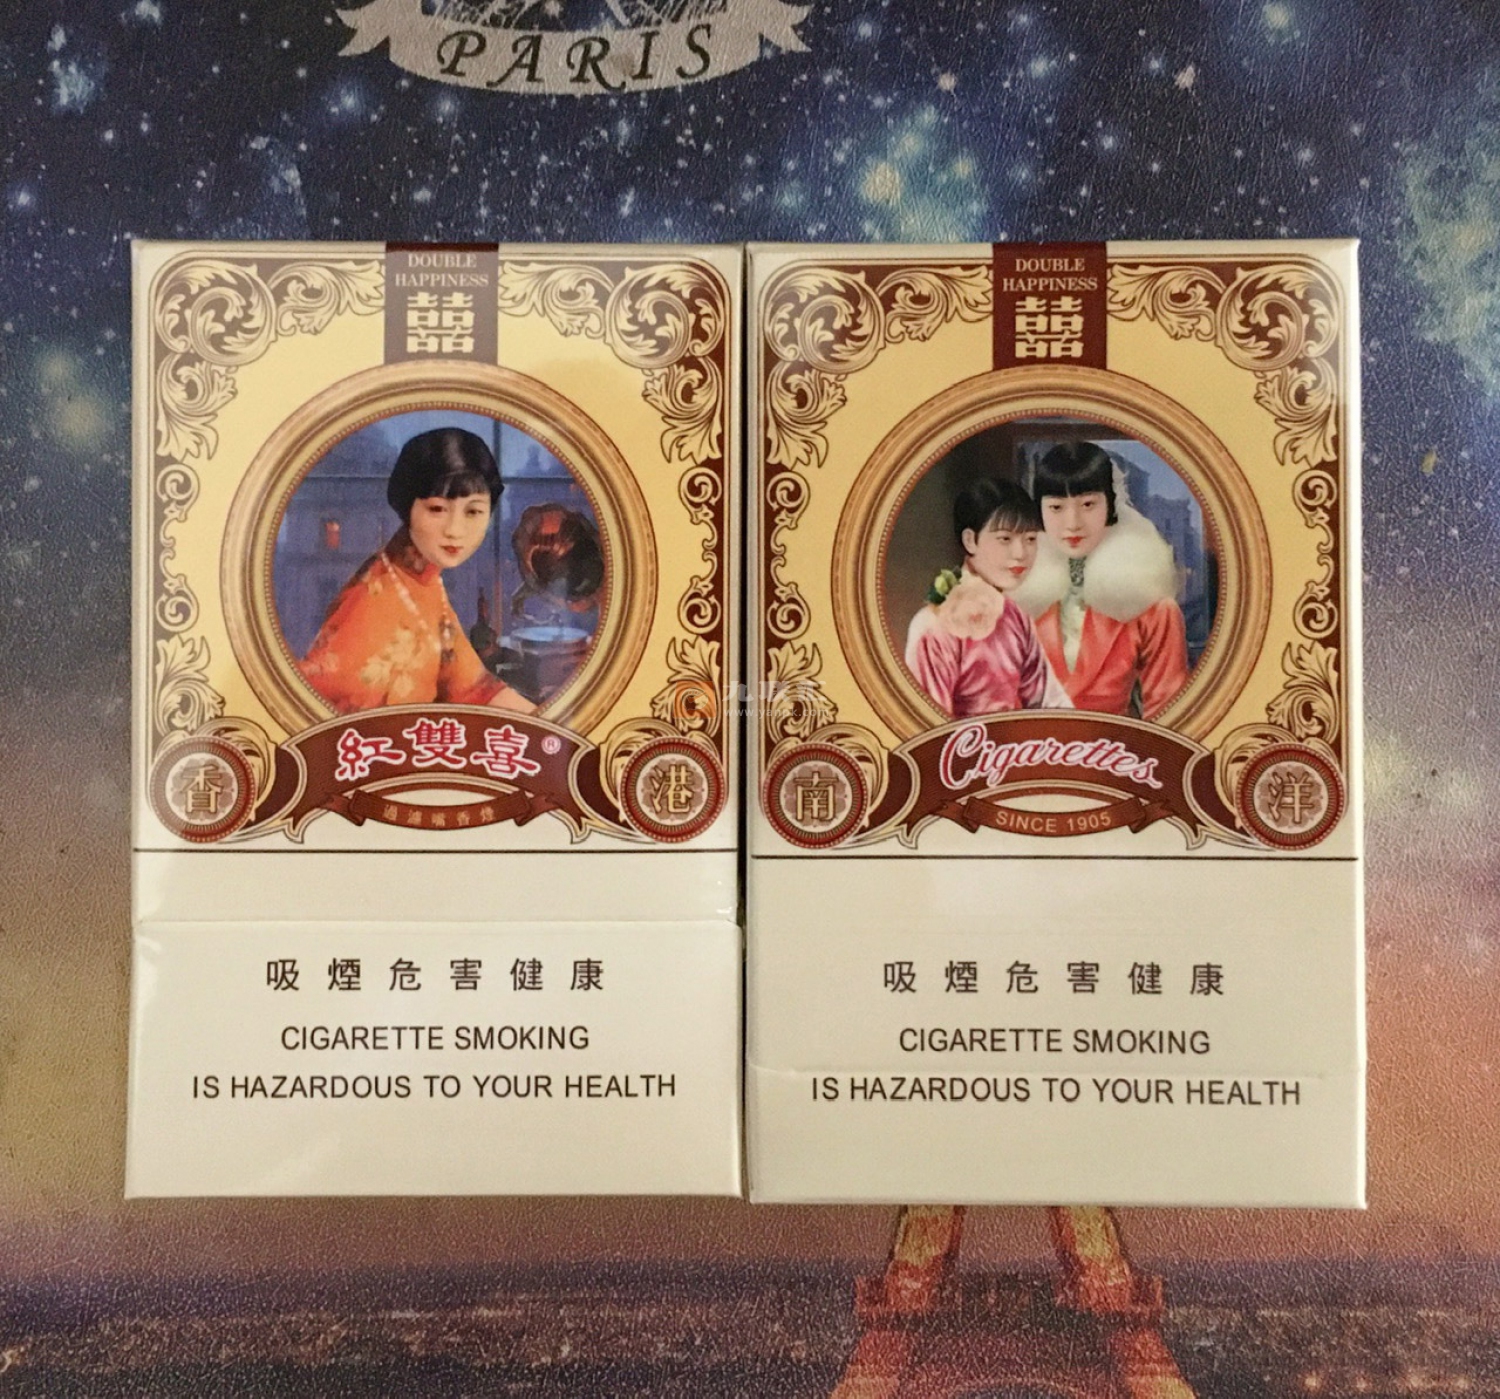 PARIS
DOUBLE
HAPPINESS
囍
紅雙喜®
香 港
過濾嘴香煙
吸煙危害健康
CIGARETTE SMOKING
IS HAZARDOUS TO YOUR HEALTH
DOUBLE
HAPPINESS
囍
Cigarettes
南 洋
SINCE 1905
吸煙危害健康
CIGARETTE SMOKING
IS HAZARDOUS TO YOUR HEALTH